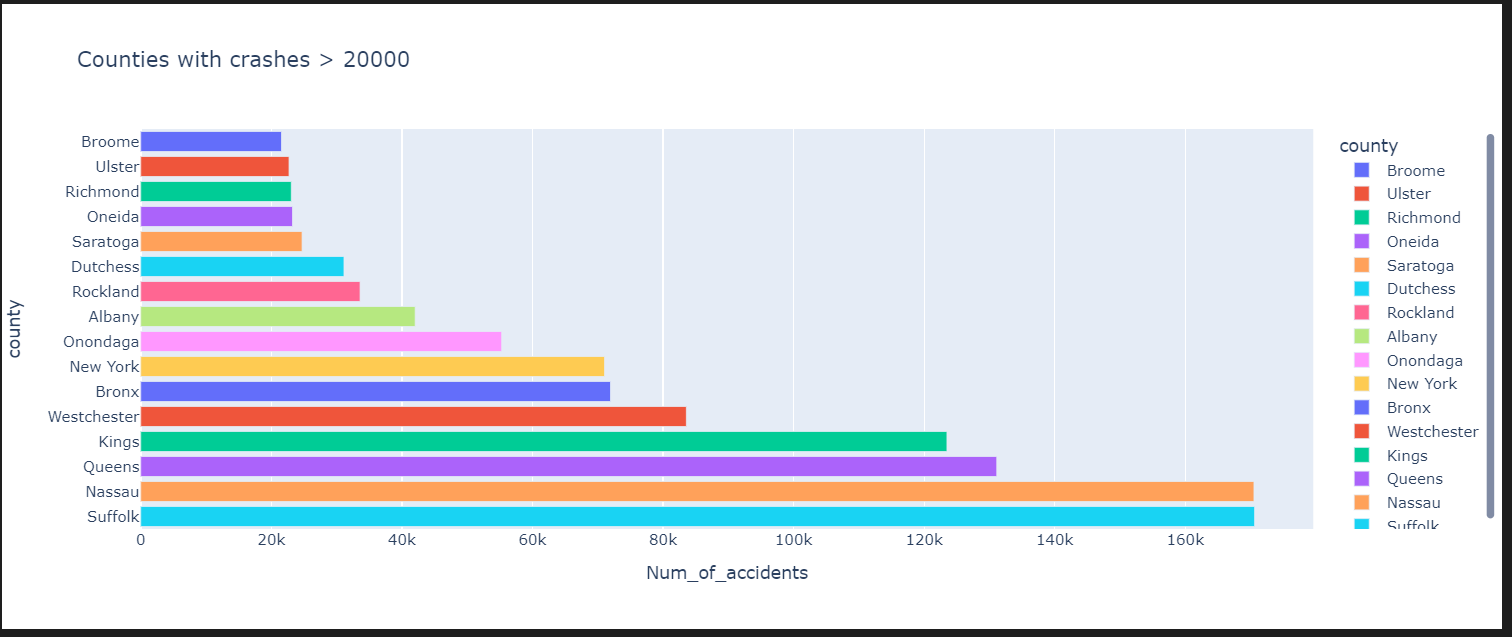 Counties with crashes > 20000
county
Broome
Ulster
Richmond
Oneida
Saratoga
Dutchess
Rockland
Albany
Onondaga
New York
Bronx
Westchester
Kings
Queens
Nassau
Suffolk
0 20k 40k 60k 80k 100k 120k 140k 160k
Num_of_accidents
county
Broome
Ulster
Richmond
Oneida
Saratoga
Dutchess
Rockland
Albany
Onondaga
New York
Bronx
Westchester
Kings
Queens
Nassau
Suffolk